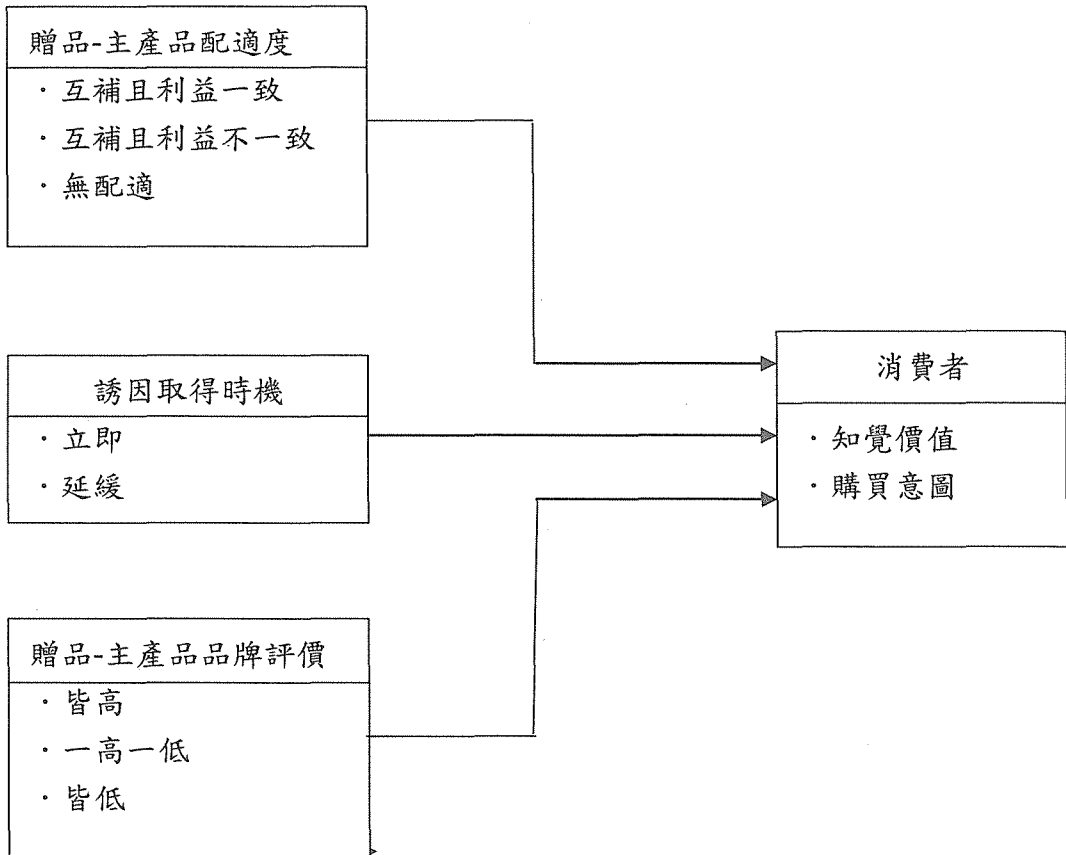 贈品-主產品配適度
·互補且利益一致
·互補且利益不一致
·無配適
誘因取得時機
·立即
·延緩
消費者
·知覺價值
·購買意圖
贈品-主產品品牌評價
·皆高
·一高一低
·皆低